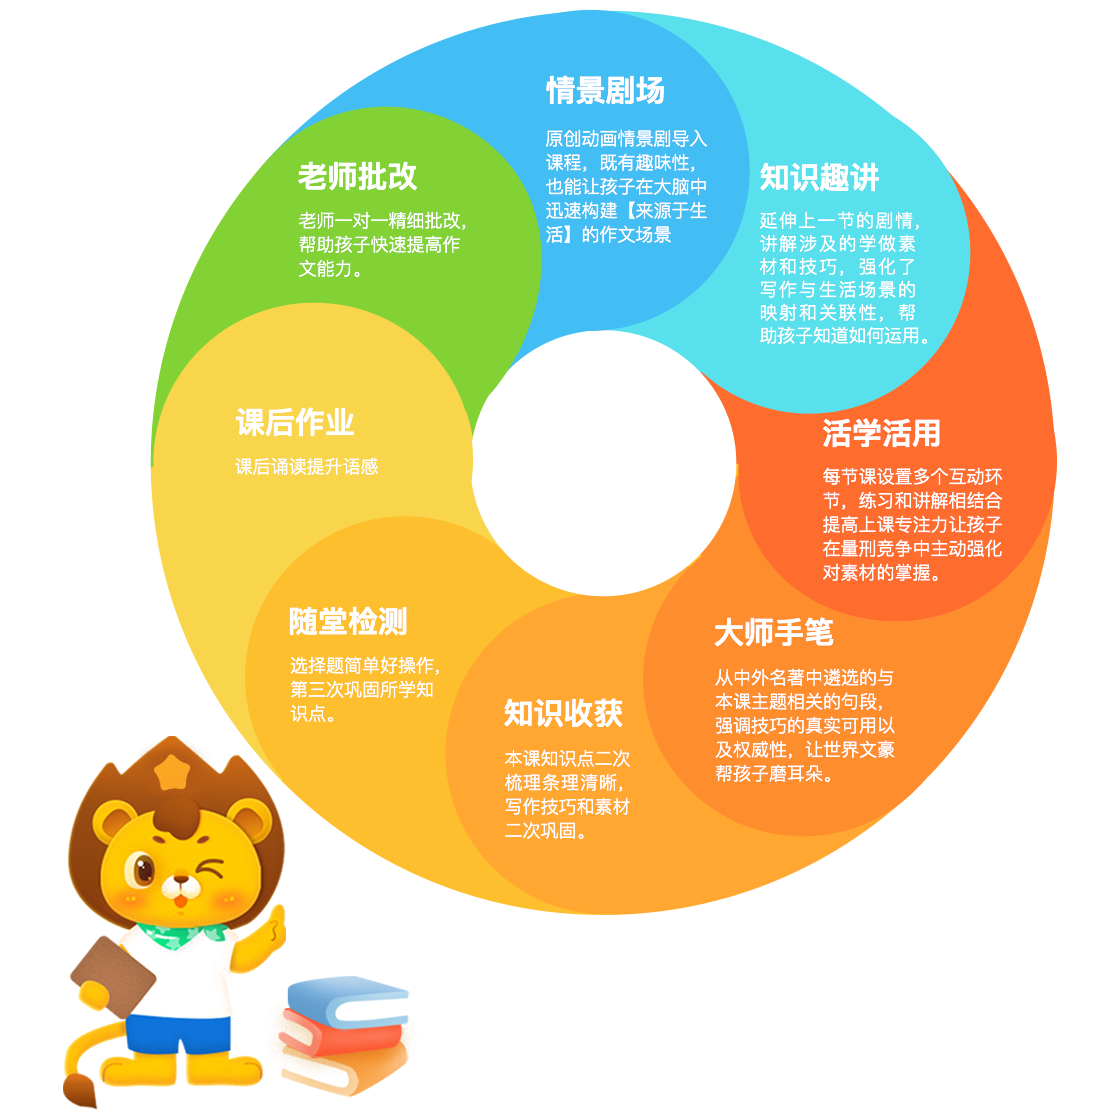 情景剧场
原创动画情景剧导入
课程，既有趣味性，
也能让孩子在大脑中
迅速构建【来源于生
活】的作文场景
知识趣讲
延伸上一节的剧情，
讲解涉及的学做素
材和技巧，强化了
写作与生活场景的
映射和关联性，帮
助孩子知道如何运用。
活学活用
每节课设置多个互动环
节，练习和讲解相结合
提高上课专注力让孩子
在量刑竞争中主动强化
对素材的掌握。
大师手笔
从中外名著中遴选的与
本课主题相关的句段，
强调技巧的真实可用以
及权威性，让世界文豪
帮孩子磨耳朵。
知识收获
本课知识点二次
梳理条理清晰，
写作技巧和素材
二次巩固。
随堂检测
选择题简单好操作，
第三次巩固所学知
识点。
课后作业
课后诵读提升语感
老师批改
老师一对一精细批改，
帮助孩子快速提高作
文能力。